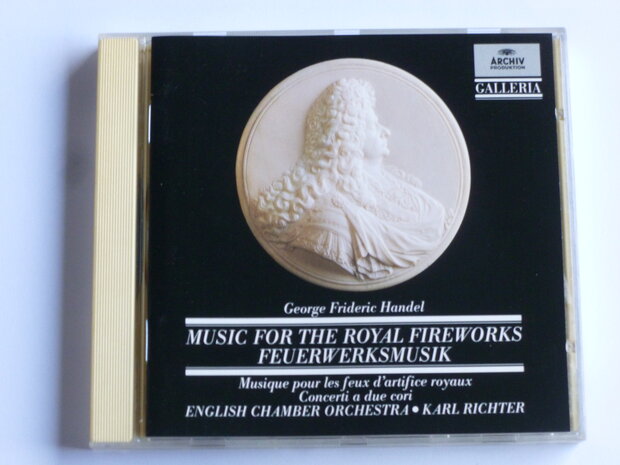 ARCHIV
PRODUKTION
GALLERIA
George Frideric Handel
MUSIC FOR THE ROYAL FIREWORKS
FEUERWERKSMUSIK
Musique pour les feux d'artifice royaux
Concerti a due cori
ENGLISH CHAMBER ORCHESTRA • KARL RICHTER